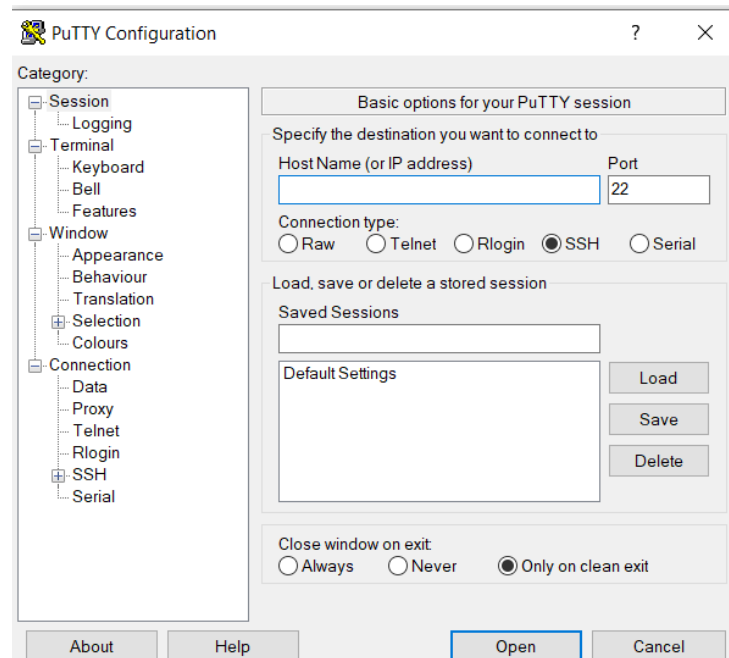 PuTTY Configuration
?
Category:
Session
Logging
Terminal
Keyboard
Bell
Features
Window
Appearance
Behaviour
Translation
Selection
Colours
Connection
Data
Proxy
Telnet
Rlogin
SSH
Serial
Basic options for your PuTTY session
Specify the destination you want to connect to
Host Name (or IP address) Port
22
Connection type:
Raw Telnet Rlogin SSH Serial
Load, save or delete a stored session
Saved Sessions
Default Settings
Load
Save
Delete
Close window on exit:
Always Never Only on clean exit
About Help Open Cancel